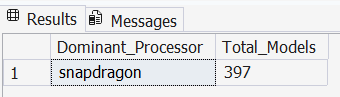 Results Messages
Dominant_Processor Total_Models
1 snapdragon 397